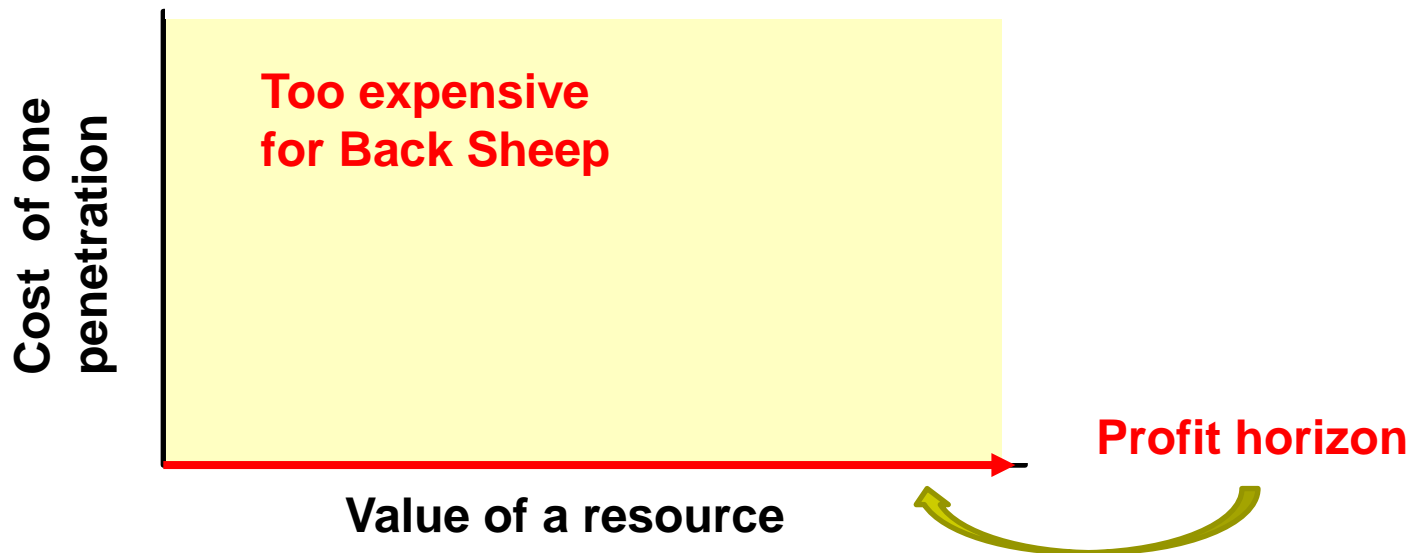 Cost of one
penetration
Too expensive
for Back Sheep
Profit horizon
Value of a resource